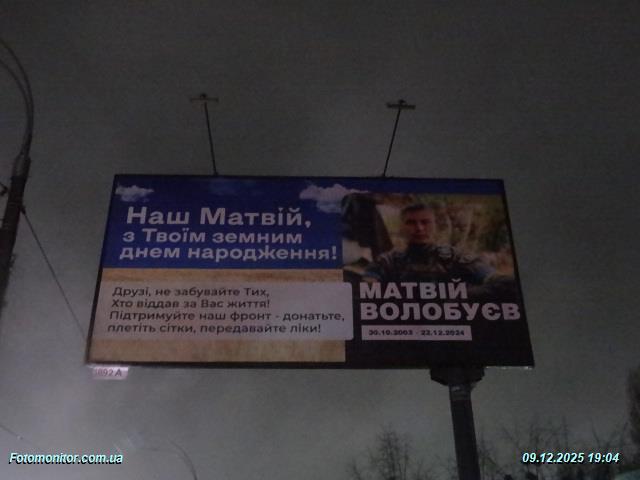 Наш Матвій,
з Твоїм земним
днем народження!
Друзі, не забувайте Тих,
Хто віддав за Вас життя!
Підтримуйте наш фронт - донатьте,
плетіть сітки, передавайте ліки!
МАТВІЙ
ВОЛОБУЄВ
30.10.2003 - 22.12.2024
1892 A
Fotomonitor.com.ua
09.12.2025 19:04